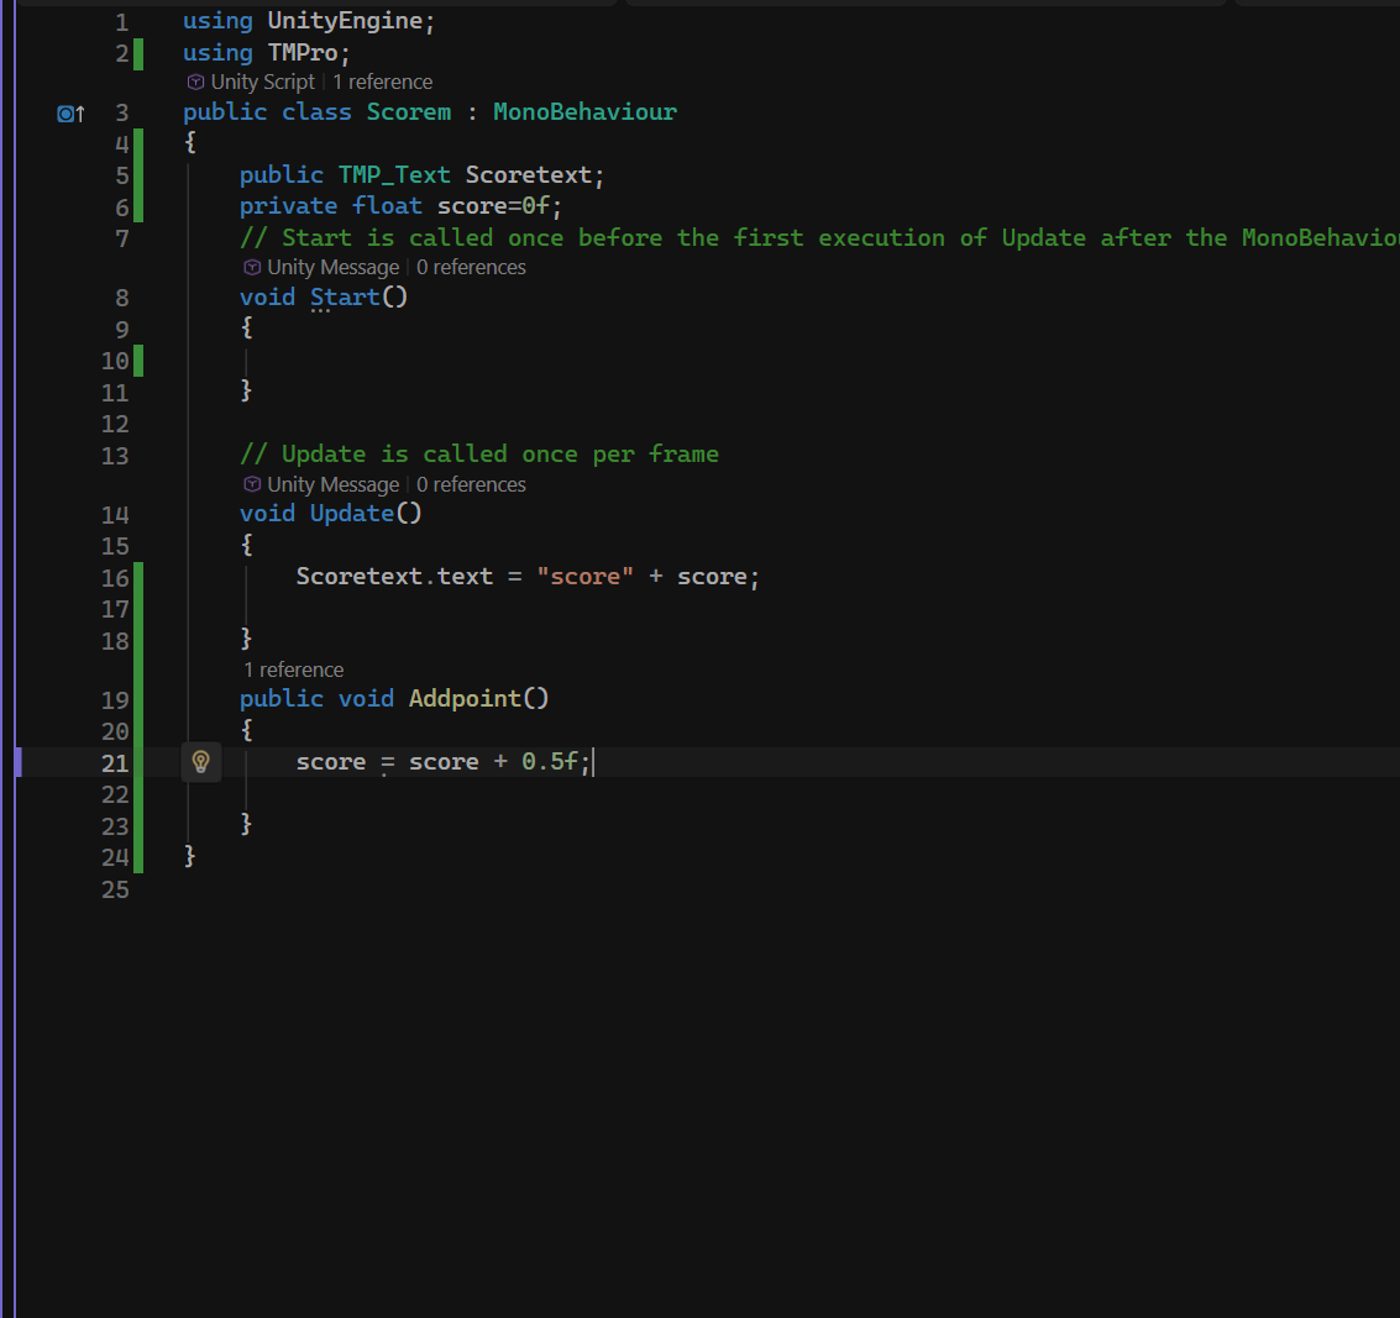 1 using UnityEngine;
2 using TMPro;
Unity Script | 1 reference
3 public class Scorem : MonoBehaviour
4 {
5 public TMP_Text Scoretext;
6 private float score=0f;
7 // Start is called once before the first execution of Update after the MonoBehaviou
Unity Message | 0 references
8 void Start()
9 {
10
11 }
12
13 // Update is called once per frame
Unity Message | 0 references
14 void Update()
15 {
16 Scoretext.text = "score" + score;
17
18 }
1 reference
19 public void Addpoint()
20 {
21 score = score + 0.5f;
22
23 }
24 }
25